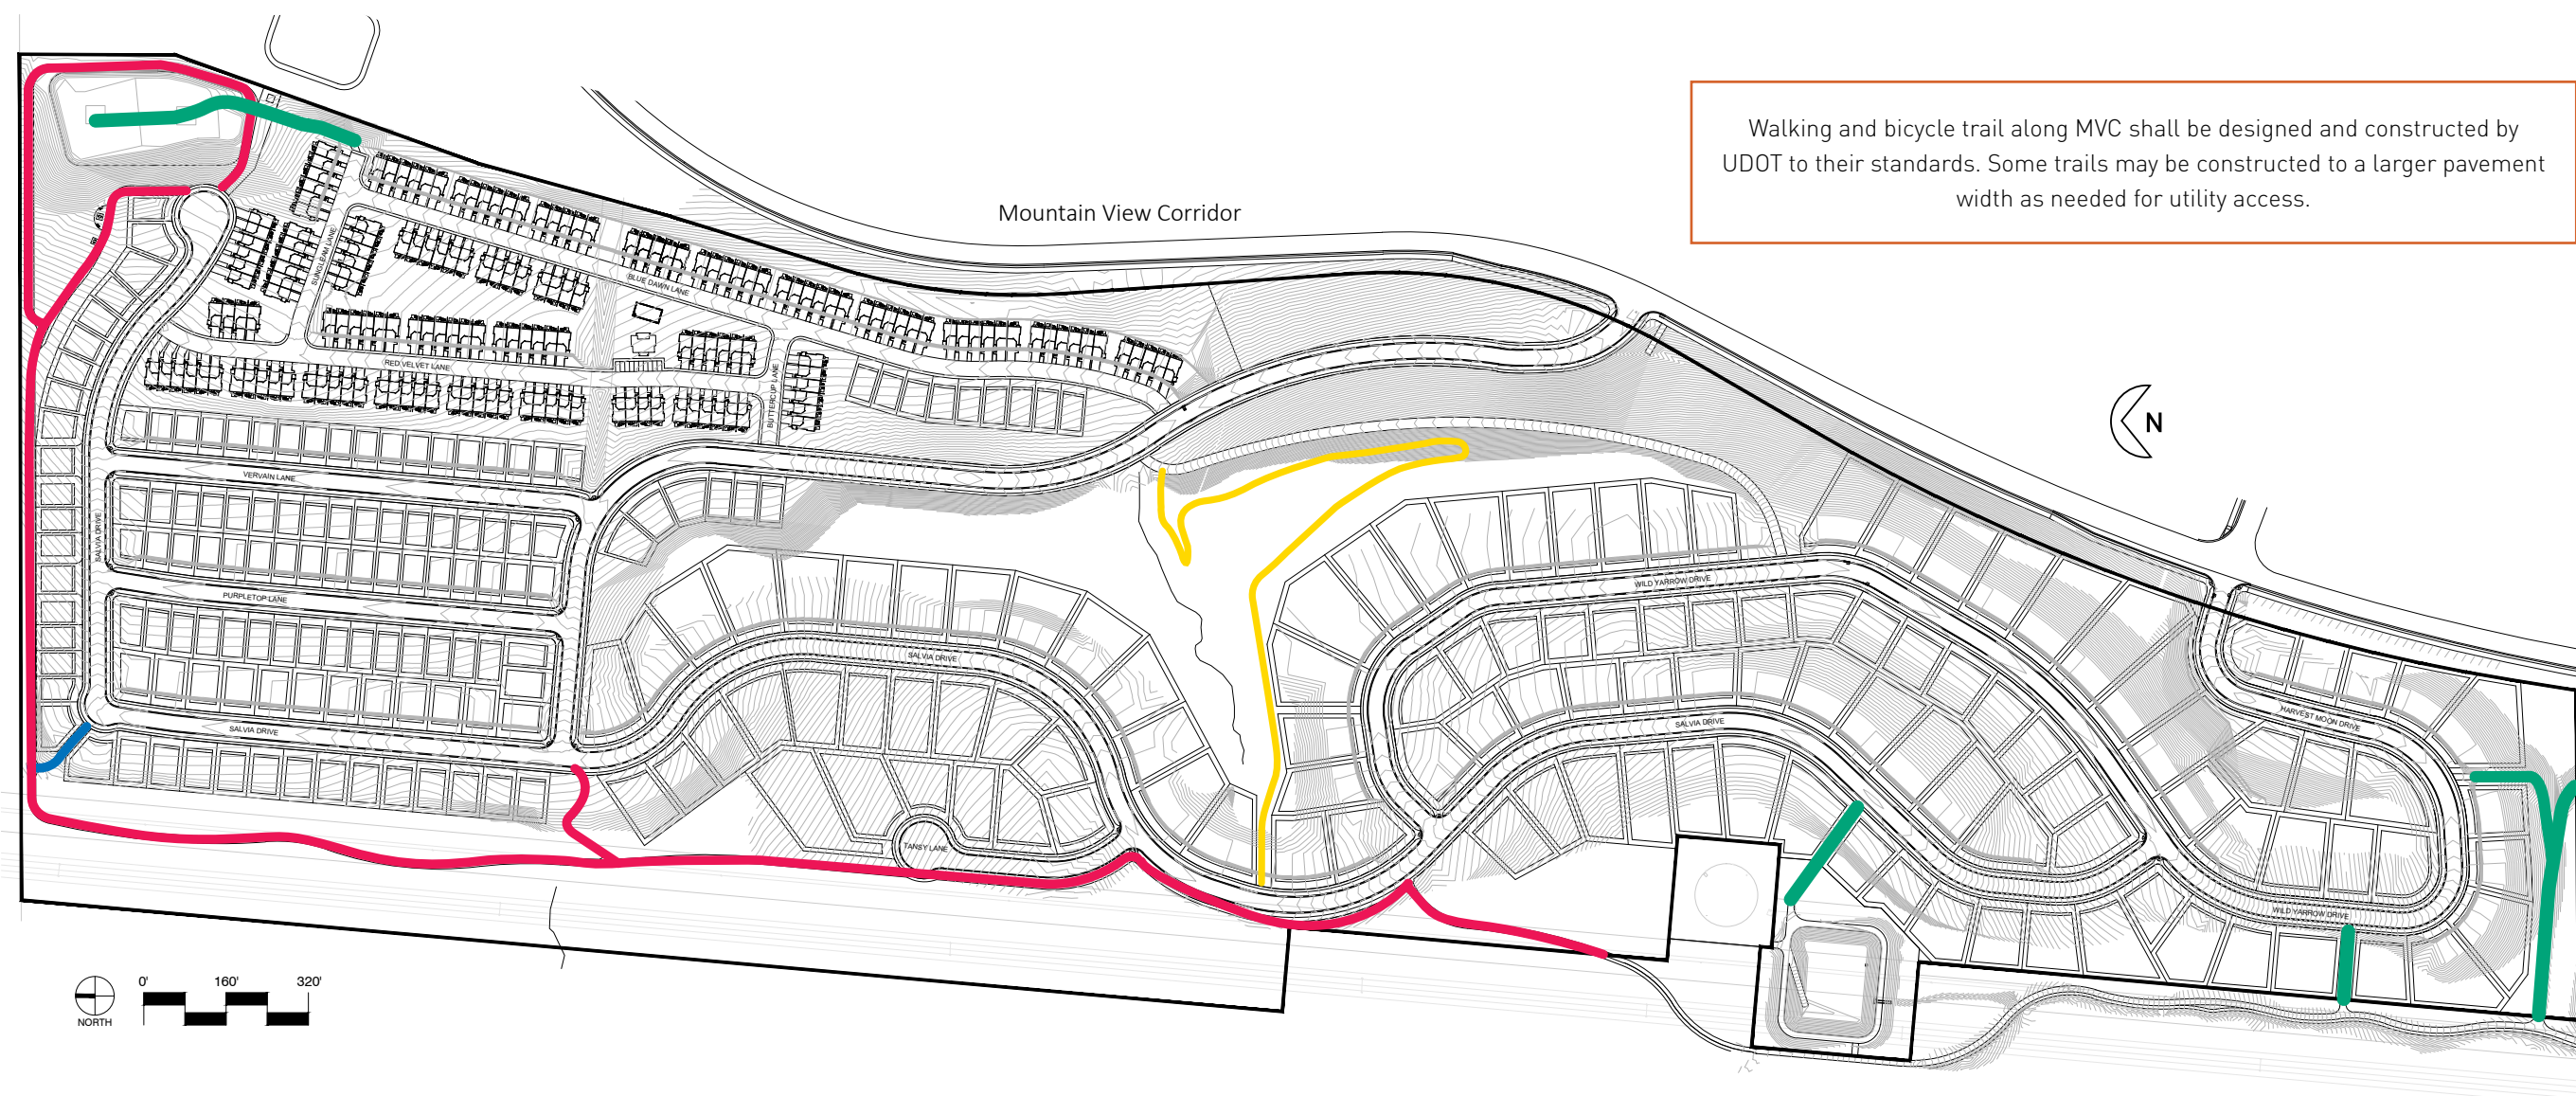 Walking and bicycle trail along MVC shall be designed and constructed by
UDOT to their standards. Some trails may be constructed to a larger pavement
width as needed for utility access.
Mountain View Corridor
SUNGLEAM LANE
BLUE DAWN LANE
RED VELVET LANE
BUTTERCUP LANE
N
VERVAIN LANE
SALVIA DRIVE
PURPLETOP LANE
WILD YARROW DRIVE
SALVIA DRIVE
SALVIA DRIVE
SALVIA DRIVE
HARVEST MOON DRIVE
TANSY LANE
WILD YARROW DRIVE
0' 160' 320'
NORTH